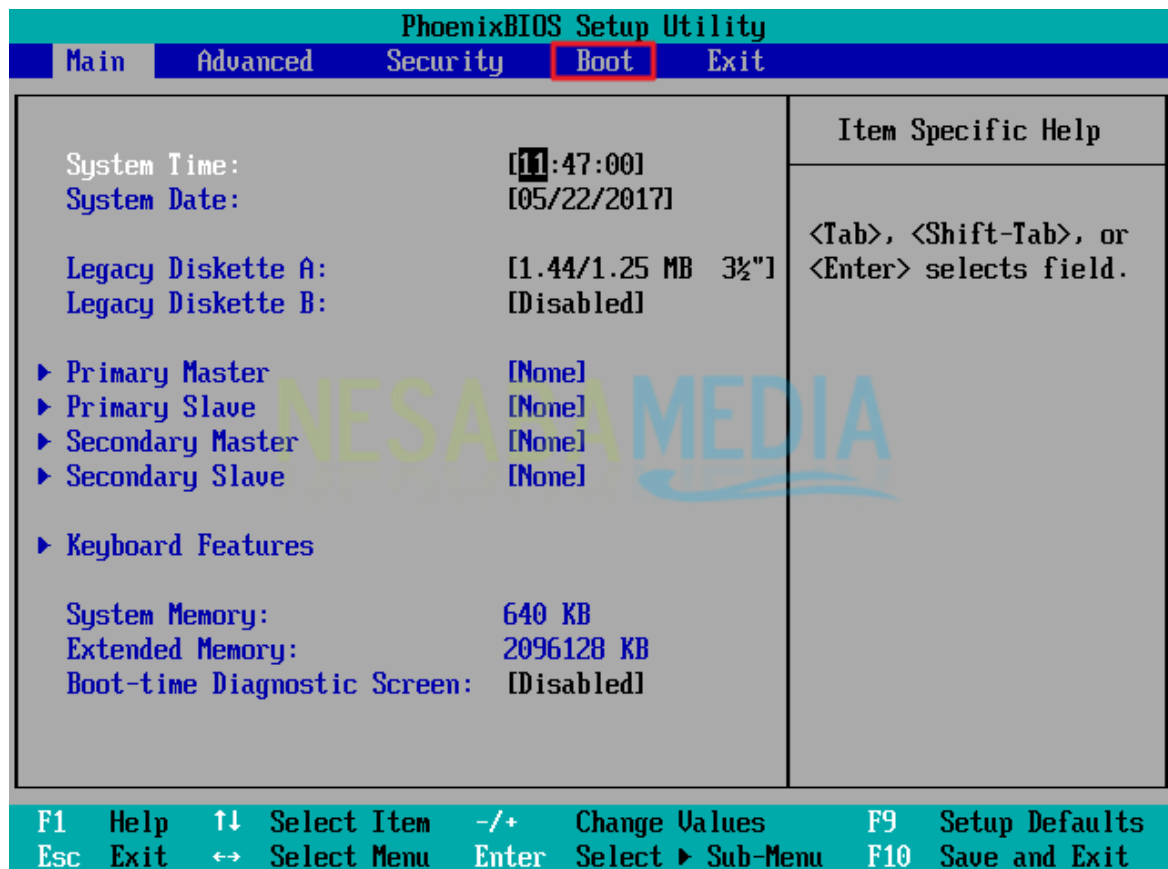 PhoenixBIOS Setup Utility
Main Advanced Security Boot Exit
Item Specific Help
System Time: [11:47:00]
System Date: [05/22/2017]
<Tab>, <Shift-Tab>, or
Legacy Diskette A: [1.44/1.25 MB 3½"]
<Enter> selects field.
Legacy Diskette B: [Disabled]
▶ Primary Master [None]
▶ Primary Slave [None]
▶ Secondary Master [None]
▶ Secondary Slave [None]
NESABAMEDIA
▶ Keyboard Features
System Memory: 640 KB
Extended Memory: 2096128 KB
Boot-time Diagnostic Screen: [Disabled]
F1 Help ↑↓ Select Item -/+ Change Values F9 Setup Defaults
Esc Exit ↔ Select Menu Enter Select ▶ Sub-Menu F10 Save and Exit